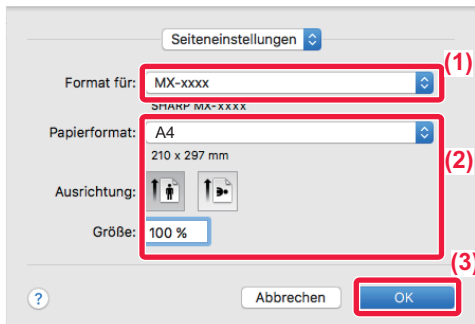 Seiteneinstellungen
(1)
Format für: MX-xxxx
SHARP MX-xxxx
Papierformat: A4
210 x 297 mm
(2)
Ausrichtung:
Größe: 100 %
(3)
? Abbrechen OK